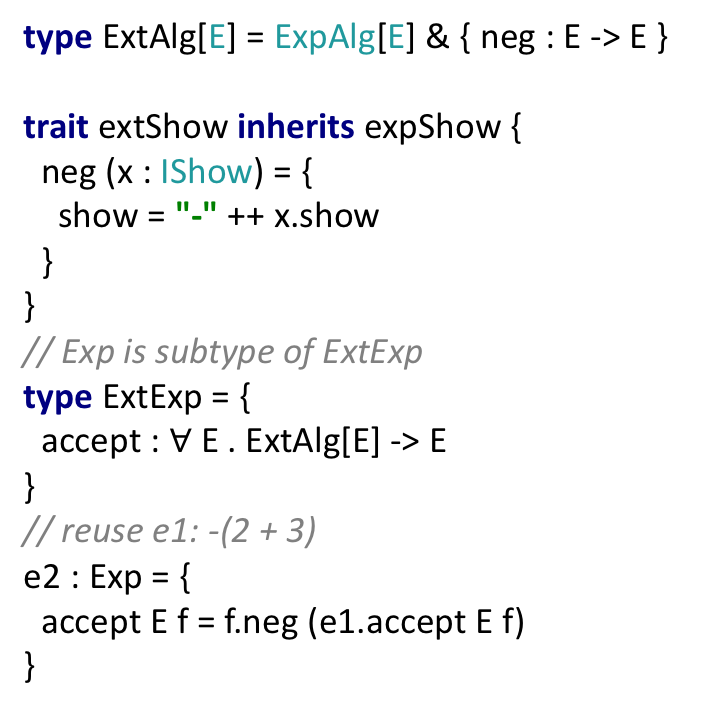 type ExtAlg[E] = ExpAlg[E] & { neg : E -> E }
trait extShow inherits expShow {
neg (x : IShow) = {
show = "-" ++ x.show
}
}
// Exp is subtype of ExtExp
type ExtExp = {
accept : ∀ E . ExtAlg[E] -> E
}
// reuse e1: -(2 + 3)
e2 : Exp = {
accept E f = f.neg (e1.accept E f)
}